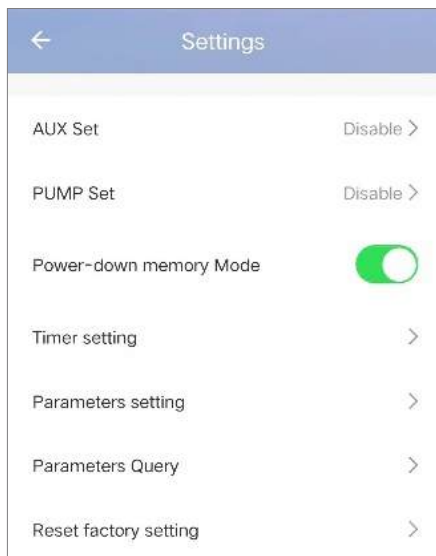 Settings
AUX Set Disable
PUMP Set Disable
Power-down memory Mode
Timer setting
Parameters setting
Parameters Query
Reset factory setting